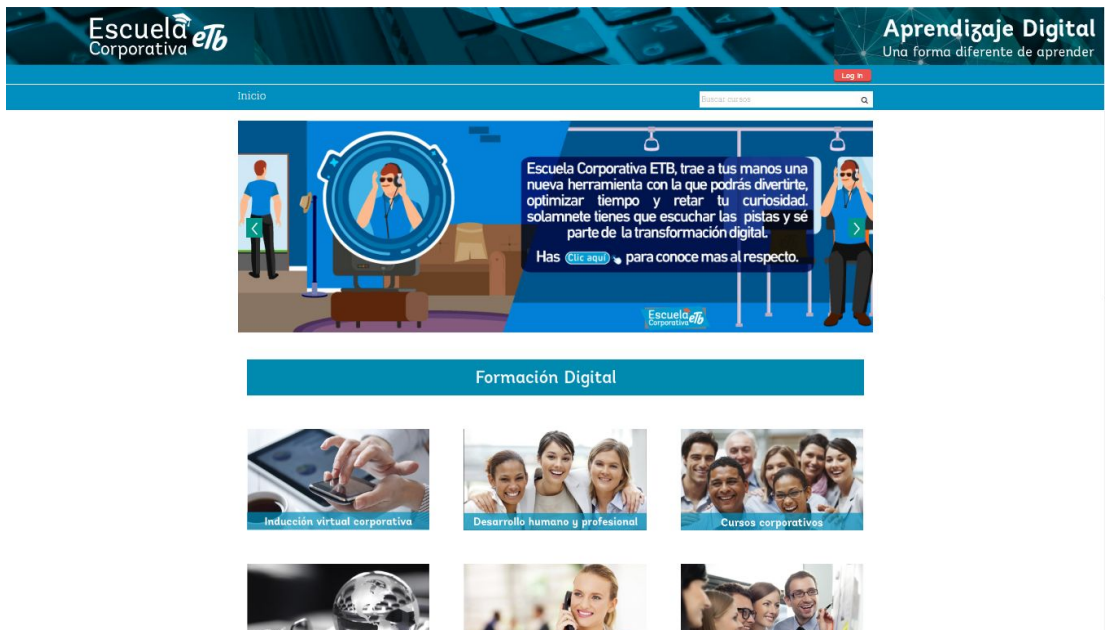 Escuela
Corporativa etb
Aprendizaje Digital
Una forma diferente de aprender
Log in
Inicio
Buscar cursos
Escuela Corporativa ETB, trae a tus manos una
nueva herramienta con la que podrás divertirte,
optimizar tiempo y retar tu curiosidad.
solamnete tienes que escuchar las pistas y sé
parte de la transformación digital.
Has Clic aquí para conoce mas al respecto.
Escuela
Corporativa etb
Formación Digital
Inducción virtual corporativa
Desarrollo humano y profesional
Cursos corporativos